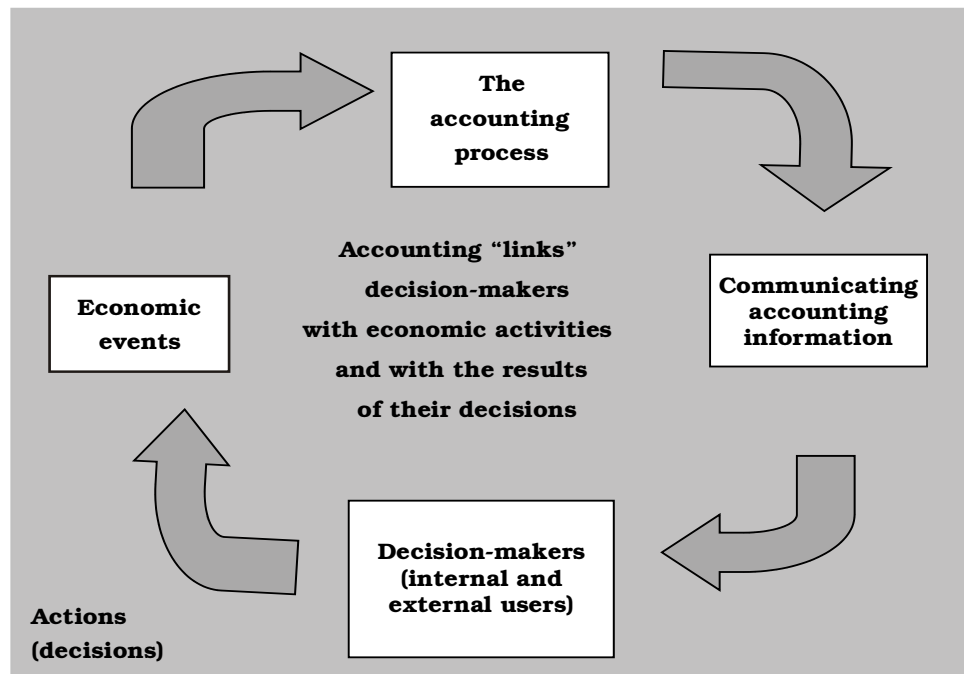 The
accounting
process
Communicating
accounting
information
Accounting “links”
decision-makers
with economic activities
and with the results
of their decisions
Economic
events
Decision-makers
(internal and
external users)
Actions
(decisions)